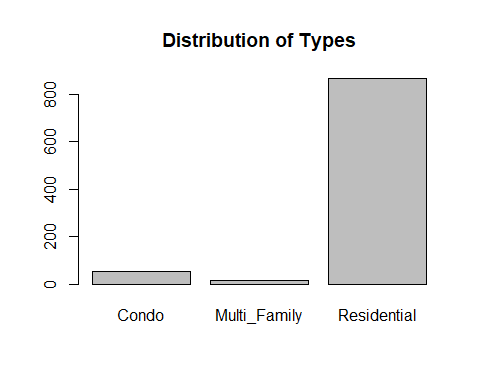 Distribution of Types
800
600
400
200
0
Condo
Multi_Family
Residential